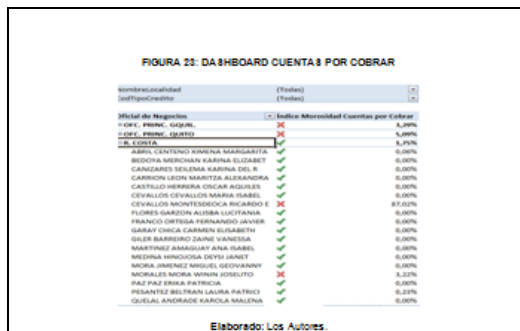 FIGURA 23: DASHBOARD CUENTAS POR COBRAR
NombreLocalidad (Todas)
CodTipoCredito (Todas)
Oficial de Negocios Indice Morosidad Cuentas por Cobrar
OFC. PRINC. GQUIL. 1,29%
OFC. PRINC. QUITO 5,09%
R. COSTA 1,75%
ABRIL CENTENO XIMENA MARGARITA 0,06%
BEDOYA MERCHAN KARINA ELIZABET 0,00%
CANIZARES SEILEMA KARINA DEL R 0,00%
CARRION LEON MARITZA ALEXANDRA 0,00%
CASTILLO HERRERA OSCAR AQUILES 0,00%
CEVALLOS CEVALLOS MARIA ISABEL 0,00%
CEVALLOS MONTESDEOCA RICARDO E 87,02%
FLORES GARZON ALISBA LUCITANIA 0,00%
FRANCO ORTEGA FERNANDO JAVIER 0,00%
GARAY CHICA CARMEN ELISABETH 0,00%
GILER BARREIRO ZAINE VANESSA 0,00%
MARTINEZ AMAGUAY ANA ISABEL 0,00%
MEDINA HINOJOSA DEYSI JANET 0,00%
MORA JIMENEZ MIGUEL GEOVANNY 0,00%
MORALES MORA WININ JOSELITO 3,22%
PAZ PAZ ERIKA PATRICIA 0,00%
PESANTEZ BELTRAN LAURA PATRICI 0,23%
QUELAL ANDRADE KAROLA MALENA 0,00%
Elaborado: Los Autores.